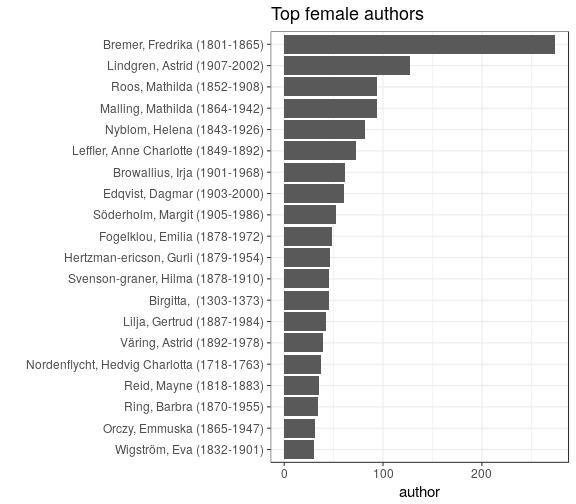 Top female authors
Bremer, Fredrika (1801-1865)
Lindgren, Astrid (1907-2002)
Roos, Mathilda (1852-1908)
Malling, Mathilda (1864-1942)
Nyblom, Helena (1843-1926)
Leffler, Anne Charlotte (1849-1892)
Browallius, Irja (1901-1968)
Edqvist, Dagmar (1903-2000)
Söderholm, Margit (1905-1986)
Fogelklou, Emilia (1878-1972)
Hertzman-ericson, Gurli (1879-1954)
Svenson-graner, Hilma (1878-1910)
Birgitta,  (1303-1373)
Lilja, Gertrud (1887-1984)
Väring, Astrid (1892-1978)
Nordenflycht, Hedvig Charlotta (1718-1763)
Reid, Mayne (1818-1883)
Ring, Barbra (1870-1955)
Orczy, Emmuska (1865-1947)
Wigström, Eva (1832-1901)
0 100 200
author